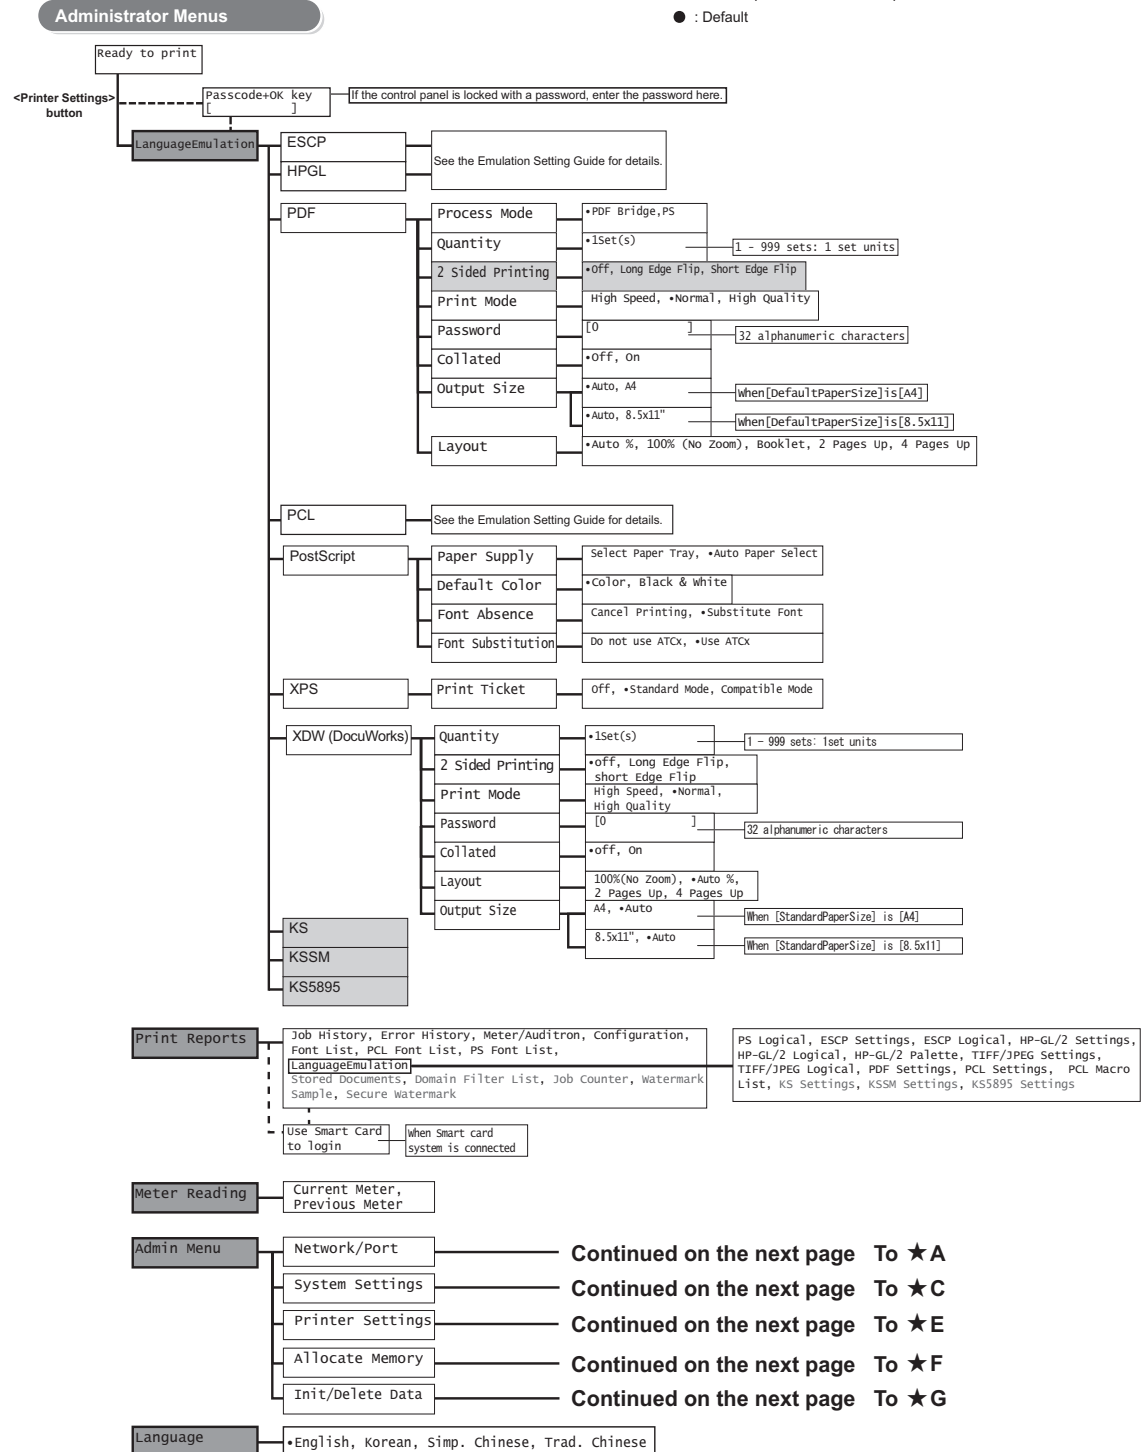 Administrator Menus
● : Default
Ready to print
<Printer Settings>
button
Passcode+OK key
[ ]
If the control panel is locked with a password, enter the password here.
LanguageEmulation
ESCP
HPGL
See the Emulation Setting Guide for details.
PDF
Process Mode
•PDF Bridge,PS
Quantity
•1Set(s)
1 - 999 sets: 1 set units
2 Sided Printing
•Off, Long Edge Flip, Short Edge Flip
Print Mode
High Speed, •Normal, High Quality
Password
[0 ]
32 alphanumeric characters
Collated
•Off, On
Output Size
•Auto, A4
When[DefaultPaperSize]is[A4]
•Auto, 8.5x11"
When[DefaultPaperSize]is[8.5x11]
Layout
•Auto %, 100% (No Zoom), Booklet, 2 Pages Up, 4 Pages Up
PCL
See the Emulation Setting Guide for details.
PostScript
Paper Supply
Select Paper Tray, •Auto Paper Select
Default Color
•Color, Black & White
Font Absence
Cancel Printing, •Substitute Font
Font Substitution
Do not use ATCx, •Use ATCx
XPS
Print Ticket
Off, •Standard Mode, Compatible Mode
XDW (DocuWorks)
Quantity
•1Set(s)
1 - 999 sets: 1set units
2 Sided Printing
•off, Long Edge Flip,
short Edge Flip
Print Mode
High Speed, •Normal,
High Quality
Password
[0 ]
32 alphanumeric characters
Collated
•off, On
Layout
100%(No Zoom), •Auto %,
2 Pages Up, 4 Pages Up
Output Size
A4, •Auto
When [StandardPaperSize] is [A4]
8.5x11", •Auto
When [StandardPaperSize] is [8.5x11]
KS
KSSM
KS5895
Print Reports
Job History, Error History, Meter/Auditron, Configuration,
Font List, PCL Font List, PS Font List,
LanguageEmulation
Stored Documents, Domain Filter List, Job Counter, Watermark
Sample, Secure Watermark
PS Logical, ESCP Settings, ESCP Logical, HP-GL/2 Settings,
HP-GL/2 Logical, HP-GL/2 Palette, TIFF/JPEG Settings,
TIFF/JPEG Logical, PDF Settings, PCL Settings, PCL Macro
List, KS Settings, KSSM Settings, KS5895 Settings
Use Smart Card
to login
When Smart card
system is connected
Meter Reading
Current Meter,
Previous Meter
Admin Menu
Network/Port
Continued on the next page To ★A
System Settings
Continued on the next page To ★C
Printer Settings
Continued on the next page To ★E
Allocate Memory
Continued on the next page To ★F
Init/Delete Data
Continued on the next page To ★G
Language
•English, Korean, Simp. Chinese, Trad. Chinese